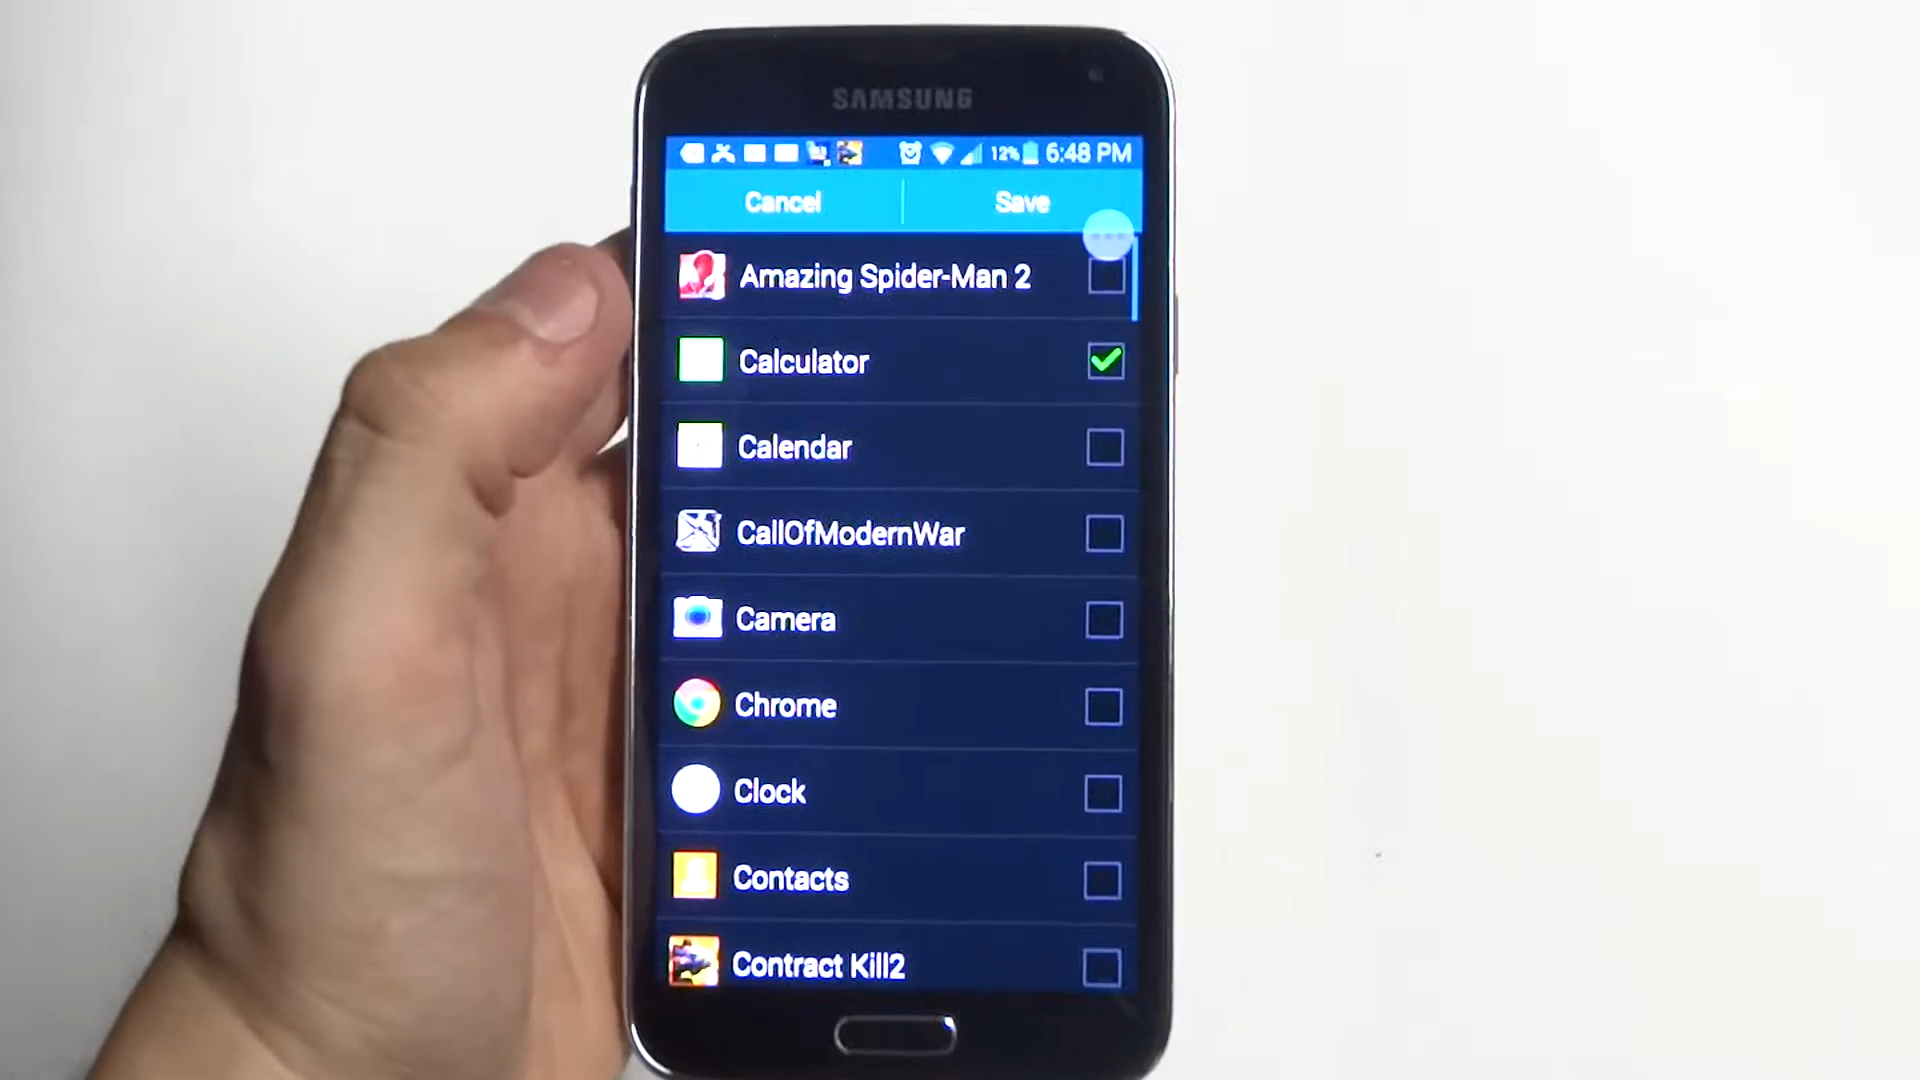 SAMSUNG
12% 6:48 PM
Cancel Save
Amazing Spider-Man 2
Calculator
Calendar
CallOfModernWar
Camera
Chrome
Clock
Contacts
Contract Kill2